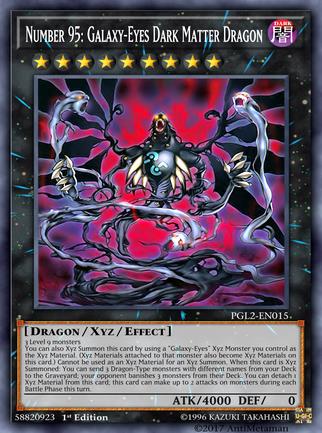 NUMBER 95: GALAXY-EYES DARK MATTER DRAGON
DARK
闇
PGL2-EN015
[DRAGON / XYZ / EFFECT]
3 Level 9 monsters
You can also Xyz Summon this card by using a "Galaxy-Eyes" Xyz Monster you control as
the Xyz Material. (Xyz Materials attached to that monster also become Xyz Materials on
this card.) Cannot be used as an Xyz Material for an Xyz Summon. When this card is Xyz
Summoned: You can send 3 Dragon-Type monsters with different names from your Deck
to the Graveyard; your opponent banishes 3 monsters from their Deck. You can detach 1
Xyz Material from this card; this card can make up to 2 attacks on monsters during each
Battle Phase this turn.
ATK/4000 DEF/ 0
58820923 1st Edition ©1996 KAZUKI TAKAHASHI
©2017 AntiMetaman